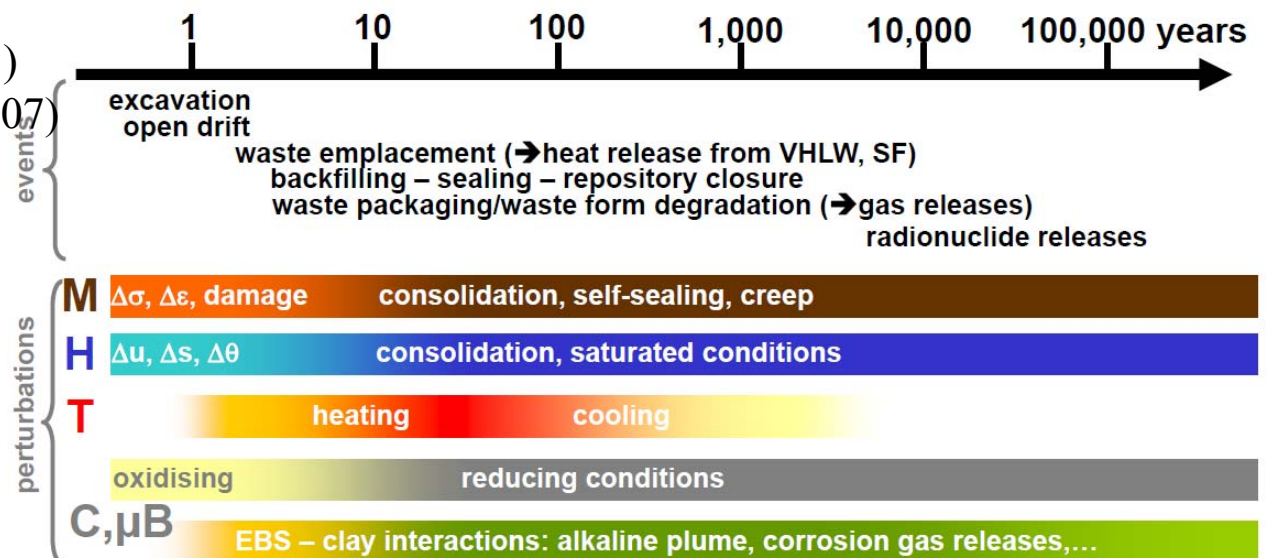 1 10 100 1,000 10,000 100,000 years
)
07)
events
excavation
open drift
waste emplacement (➔heat release from VHLW, SF)
backfilling – sealing – repository closure
waste packaging/waste form degradation (➔gas releases)
radionuclide releases
perturbations
M Δσ, Δε, damage consolidation, self-sealing, creep
H Δu, Δs, Δθ consolidation, saturated conditions
T heating cooling
oxidising reducing conditions
C,µB
EBS – clay interactions: alkaline plume, corrosion gas releases,…